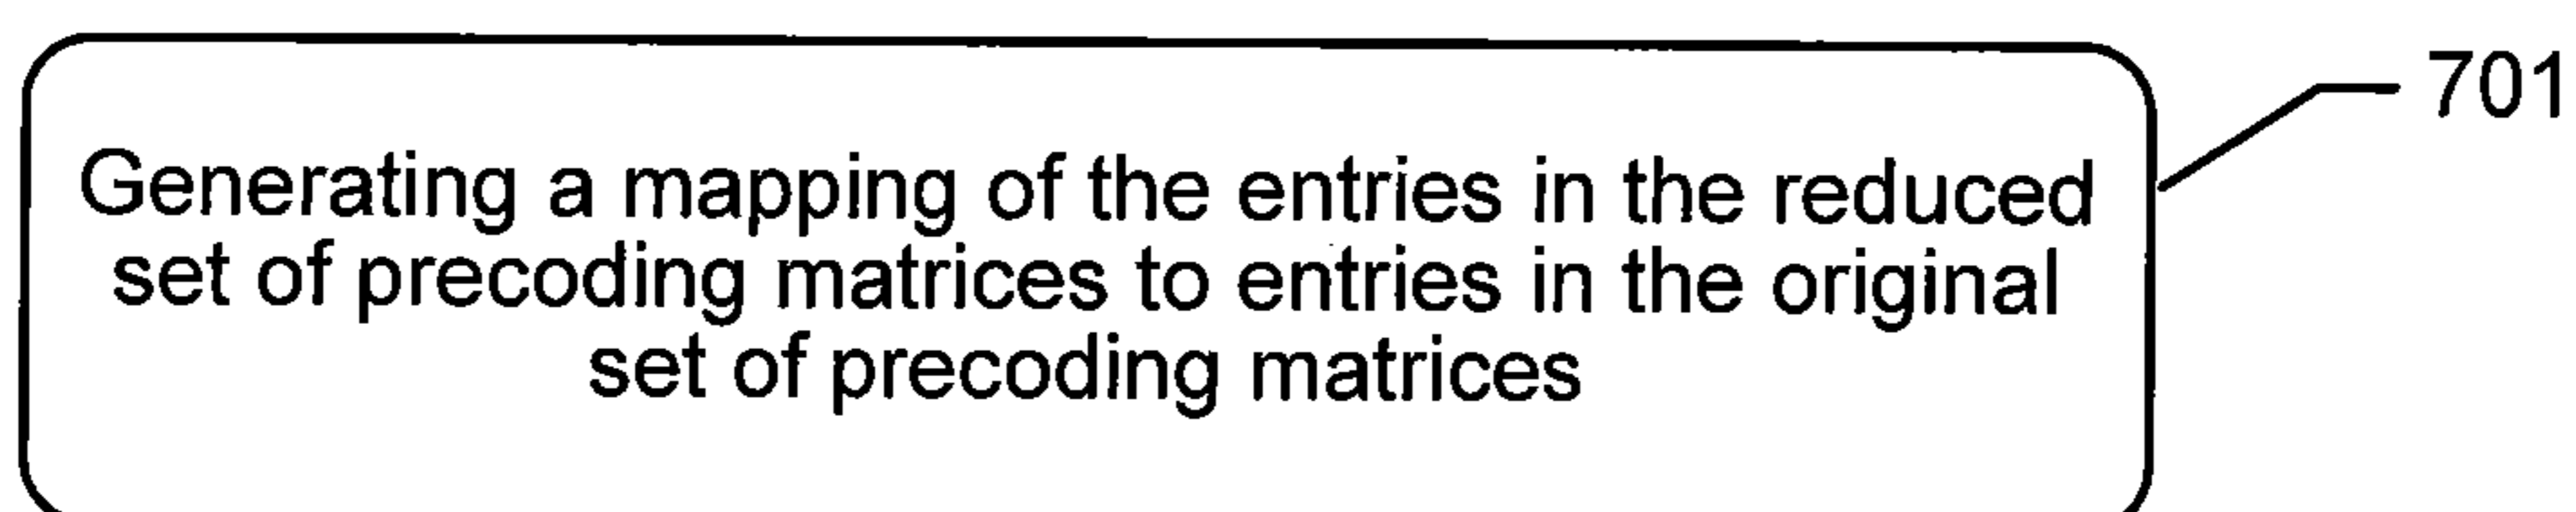 701
Generating a mapping of the entries in the reduced
set of precoding matrices to entries in the original
set of precoding matrices